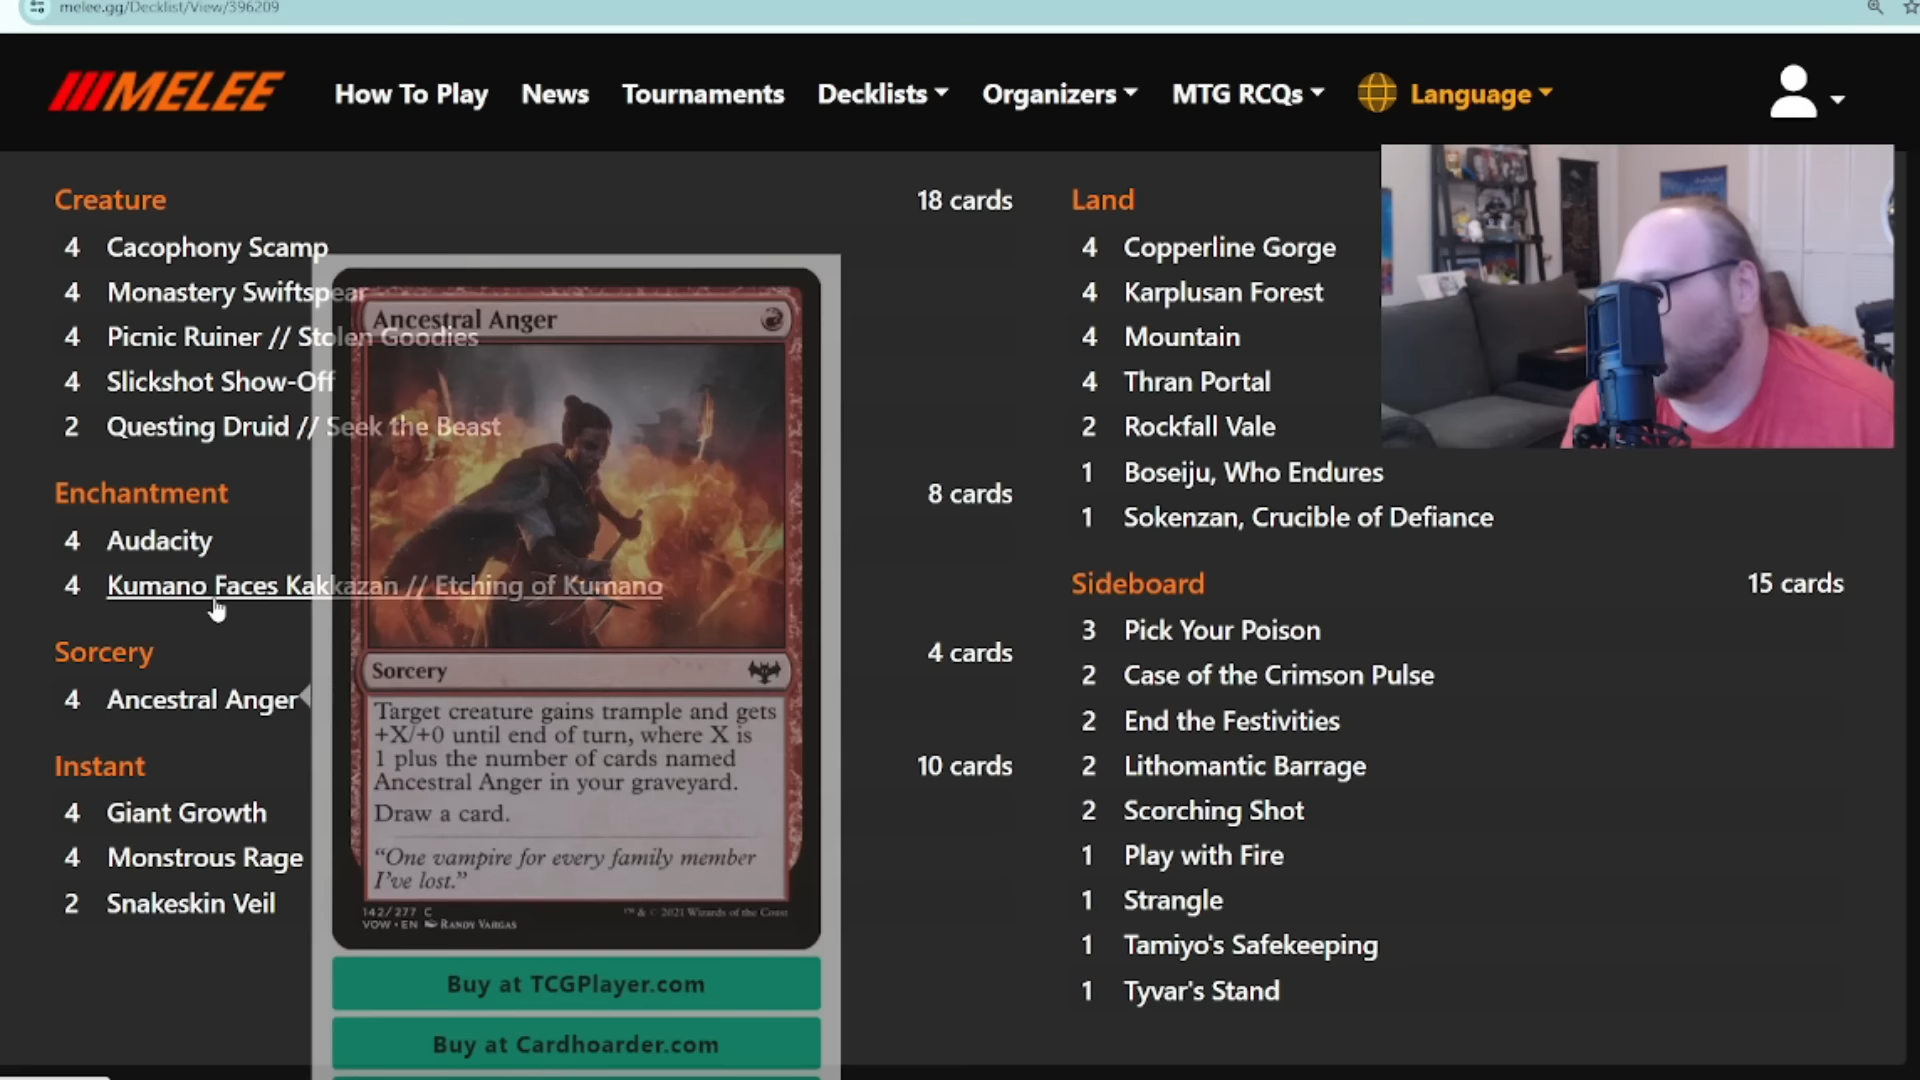 melee.gg/Decklist/View/396209
MELEE
How To Play
News
Tournaments
Decklists
Organizers
MTG RCQs
Language
Creature
18 cards
4 Cacophony Scamp
4 Monastery Swiftspear
4 Picnic Ruiner // Stolen Goodies
4 Slickshot Show-Off
2 Questing Druid // Seek the Beast
Enchantment
8 cards
4 Audacity
4 Kumano Faces Kakkazan // Etching of Kumano
Sorcery
4 cards
4 Ancestral Anger
Instant
10 cards
4 Giant Growth
4 Monstrous Rage
2 Snakeskin Veil
Ancestral Anger
Sorcery
Target creature gains trample and gets
+X/+0 until end of turn, where X is
1 plus the number of cards named
Ancestral Anger in your graveyard.
Draw a card.
“One vampire for every family member
I've lost.”
142/277 C
VOW • EN RANDY VARGAS
™ & © 2021 Wizards of the Coast
Buy at TCGPlayer.com
Buy at Cardhoarder.com
Land
4 Copperline Gorge
4 Karplusan Forest
4 Mountain
4 Thran Portal
2 Rockfall Vale
1 Boseiju, Who Endures
1 Sokenzan, Crucible of Defiance
Sideboard
15 cards
3 Pick Your Poison
2 Case of the Crimson Pulse
2 End the Festivities
2 Lithomantic Barrage
2 Scorching Shot
1 Play with Fire
1 Strangle
1 Tamiyo's Safekeeping
1 Tyvar's Stand